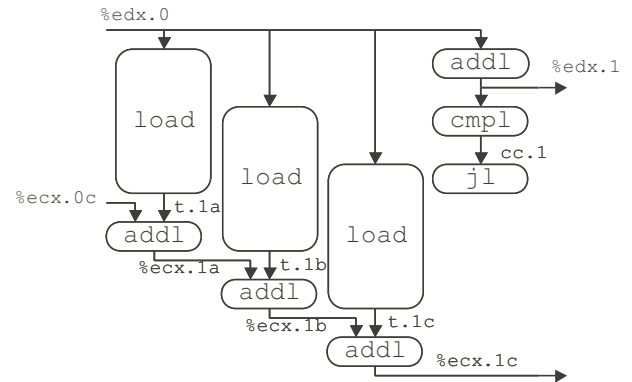 %edx.0
addl
%edx.1
load
cmpl
load
cc.1
jl
%ecx.0c
t.1a
load
addl
%ecx.1a
t.1b
addl
%ecx.1b
t.1c
addl
%ecx.1c